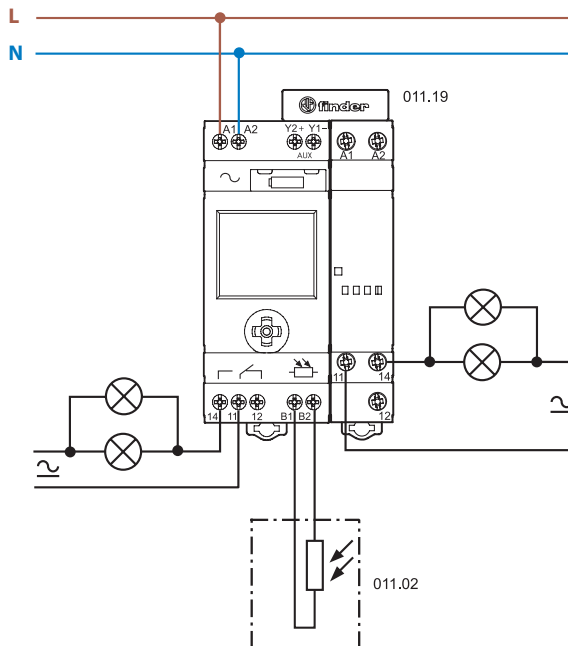 L
N
finder
011.19
A1 A2 Y2+ Y1-
AUX
A1 A2
11 14
12
14 11 12 B1 B2
011.02